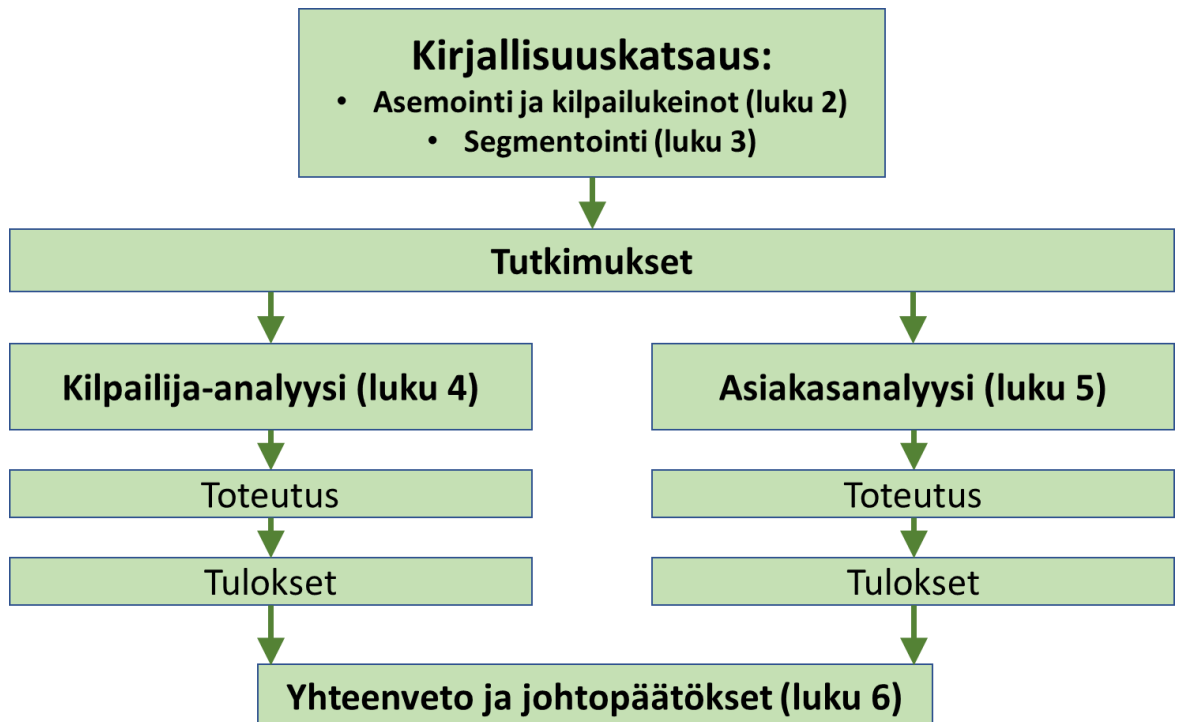 Kirjallisuuskatsaus:
• Asemointi ja kilpailukeinot (luku 2)
• Segmentointi (luku 3)
Tutkimukset
Kilpailija-analyysi (luku 4)
Asiakasanalyysi (luku 5)
Toteutus
Toteutus
Tulokset
Tulokset
Yhteenveto ja johtopäätökset (luku 6)